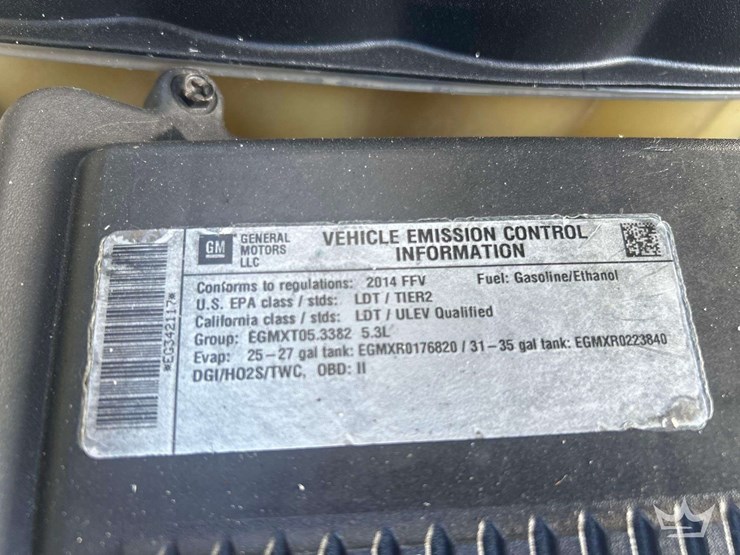 GM
GENERAL
MOTORS
LLC
VEHICLE EMISSION CONTROL
INFORMATION
Conforms to regulations: 2014 FFV Fuel: Gasoline/Ethanol
U.S. EPA class / stds: LDT / TIER2
California class / stds: LDT / ULEV Qualified
Group: EGMXT05.3382 5.3L
Evap: 25-27 gal tank: EGMXR0176820 / 31-35 gal tank: EGMXR0223840
DGI/HO2S/TWC, OBD: II
*EG342117*